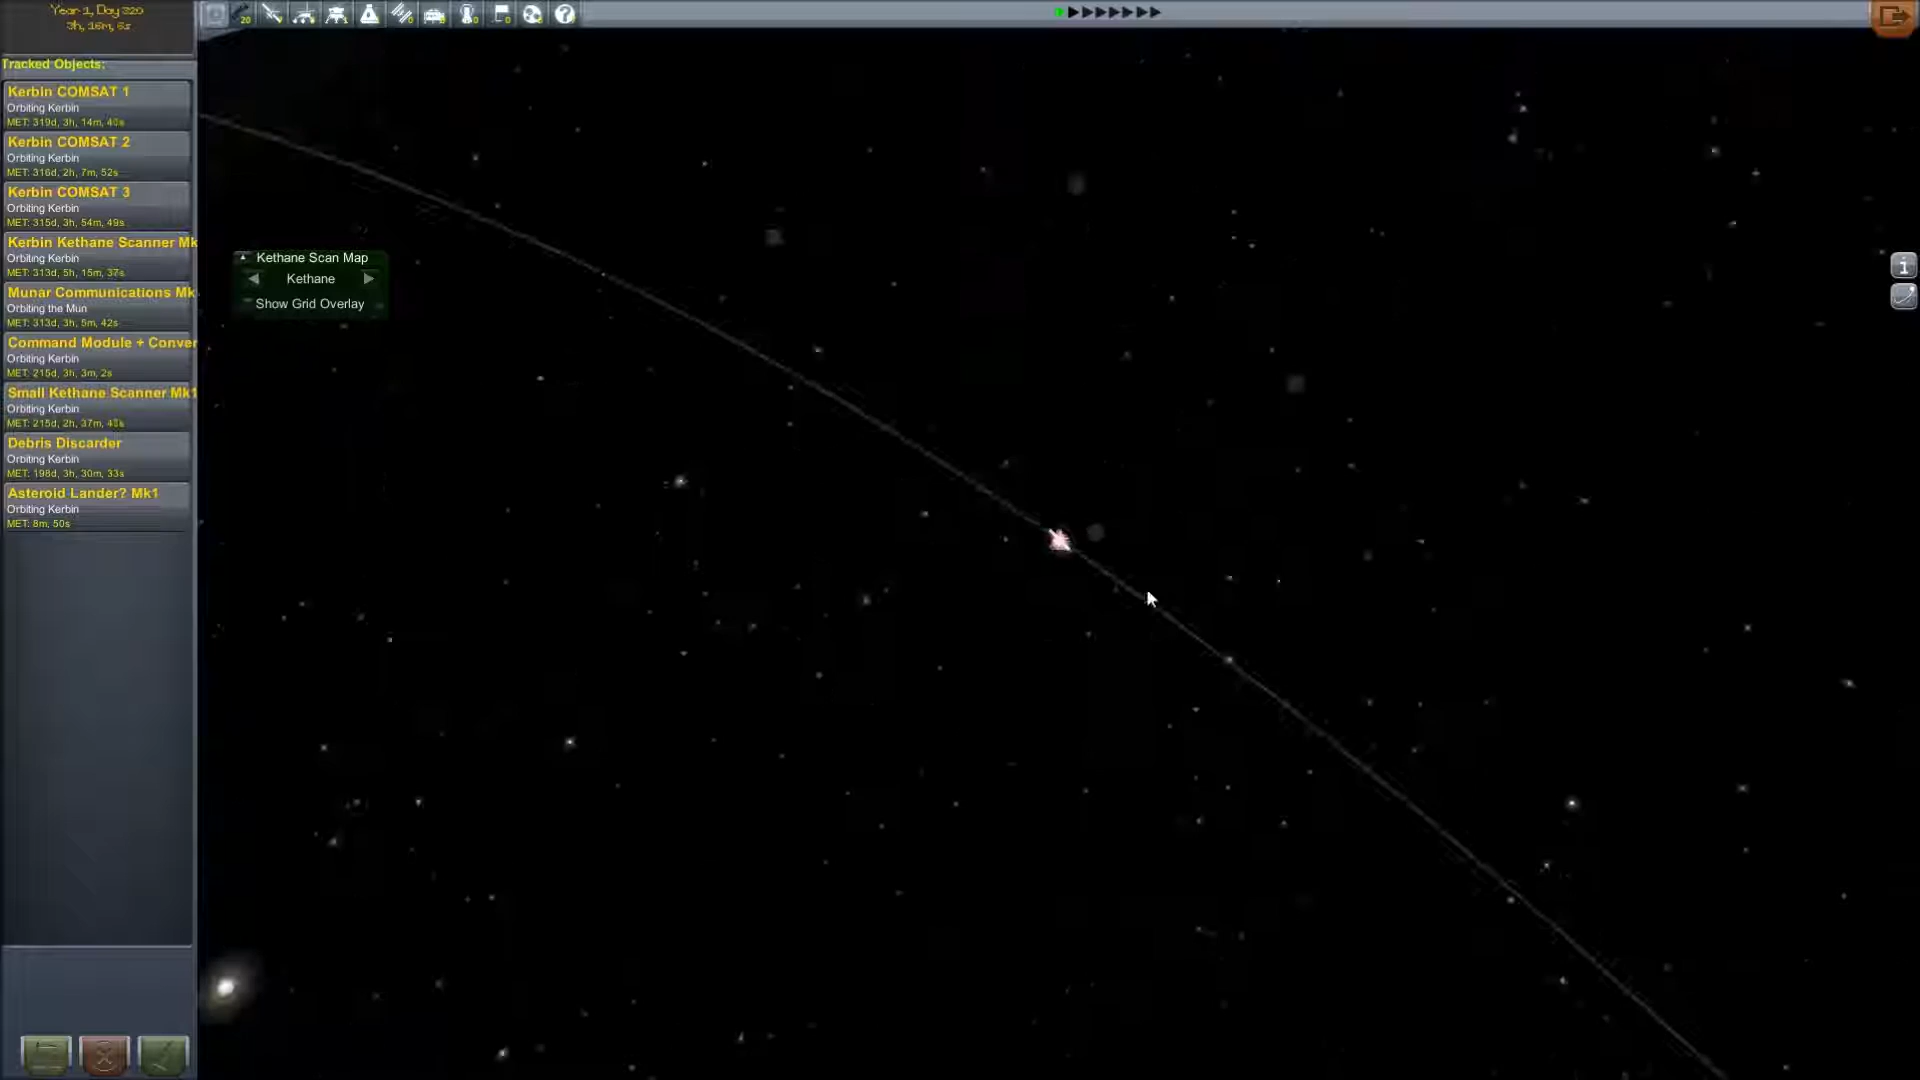 Year 1, Day 320
3h, 16m, 6s
Tracked Objects:
Kerbin COMSAT 1
Orbiting Kerbin
MET: 319d, 3h, 14m, 40s
Kerbin COMSAT 2
Orbiting Kerbin
MET: 316d, 2h, 7m, 52s
Kerbin COMSAT 3
Orbiting Kerbin
MET: 315d, 3h, 54m, 49s
Kerbin Kethane Scanner Mk
Orbiting Kerbin
MET: 313d, 5h, 15m, 37s
Munar Communications Mk
Orbiting the Mun
MET: 313d, 3h, 5m, 42s
Command Module + Conver
Orbiting Kerbin
MET: 215d, 3h, 3m, 2s
Small Kethane Scanner Mk1
Orbiting Kerbin
MET: 215d, 2h, 37m, 48s
Debris Discarder
Orbiting Kerbin
MET: 198d, 3h, 30m, 33s
Asteroid Lander? Mk1
Orbiting Kerbin
MET: 8m, 50s
Kethane Scan Map
Kethane
Show Grid Overlay
20